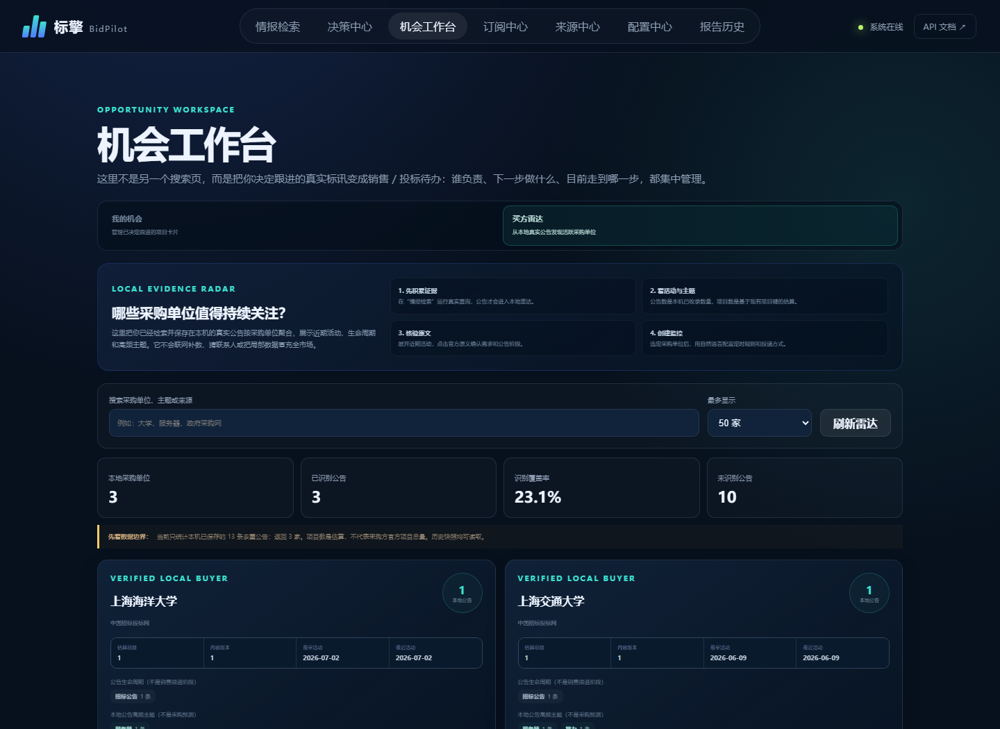 标擎 BidPilot
情报检索 决策中心 机会工作台 订阅中心 来源中心 配置中心 报告历史
系统在线
API 文档 ↗
OPPORTUNITY WORKSPACE
机会工作台
这里不是另一个搜索页，而是把你决定跟进的真实标讯变成销售 / 投标待办：谁负责、下一步做什么、目前走到哪一步，都集中管理。
我的机会
管理已决定跟进的项目卡片
买方雷达
从本地真实公告发现活跃采购单位
LOCAL EVIDENCE RADAR
哪些采购单位值得持续关注？
这里把你已经检索并保存在本机的真实公告按采购单位聚合，展示近期活动、生命周期
和高频主题。它不会联网补数、猜联系人或把局部数据冒充全市场。
1. 先积累证据
在“情报检索”运行真实查询，公告才会进入本地雷达。
2. 看活动与主题
公告数是本机已收录数量，项目数是基于现有项目键的估算。
3. 核验原文
展开近期活动，点击官方原文确认需求和公告阶段。
4. 创建监控
选定采购单位后，用自然语言配置定时规则和投递方式。
搜索采购单位、主题或来源
例如：大学、服务器、政府采购网
最多显示
50 家
刷新雷达
本地采购单位
3
已识别公告
3
识别覆盖率
23.1%
未识别公告
10
先看数据边界： 当前只统计本机已保存的 13 条去重公告；返回 3 家。项目数是估算，不代表采购方官方项目总量。历史快照均可读取。
VERIFIED LOCAL BUYER
上海海洋大学
1
本地公告
中国招标投标网
估算项目
1
内容版本
1
最早活动
2026-07-02
最近活动
2026-07-02
公告生命周期（不是销售跟进阶段）
招标公告 1 条
本地公告高频主题（不是采购预测）
服务器 1 条
VERIFIED LOCAL BUYER
上海交通大学
1
本地公告
中国招标投标网
估算项目
1
内容版本
1
最早活动
2026-06-09
最近活动
2026-06-09
公告生命周期（不是销售跟进阶段）
招标公告 1 条
本地公告高频主题（不是采购预测）
服务器 1 条 算力 1 条